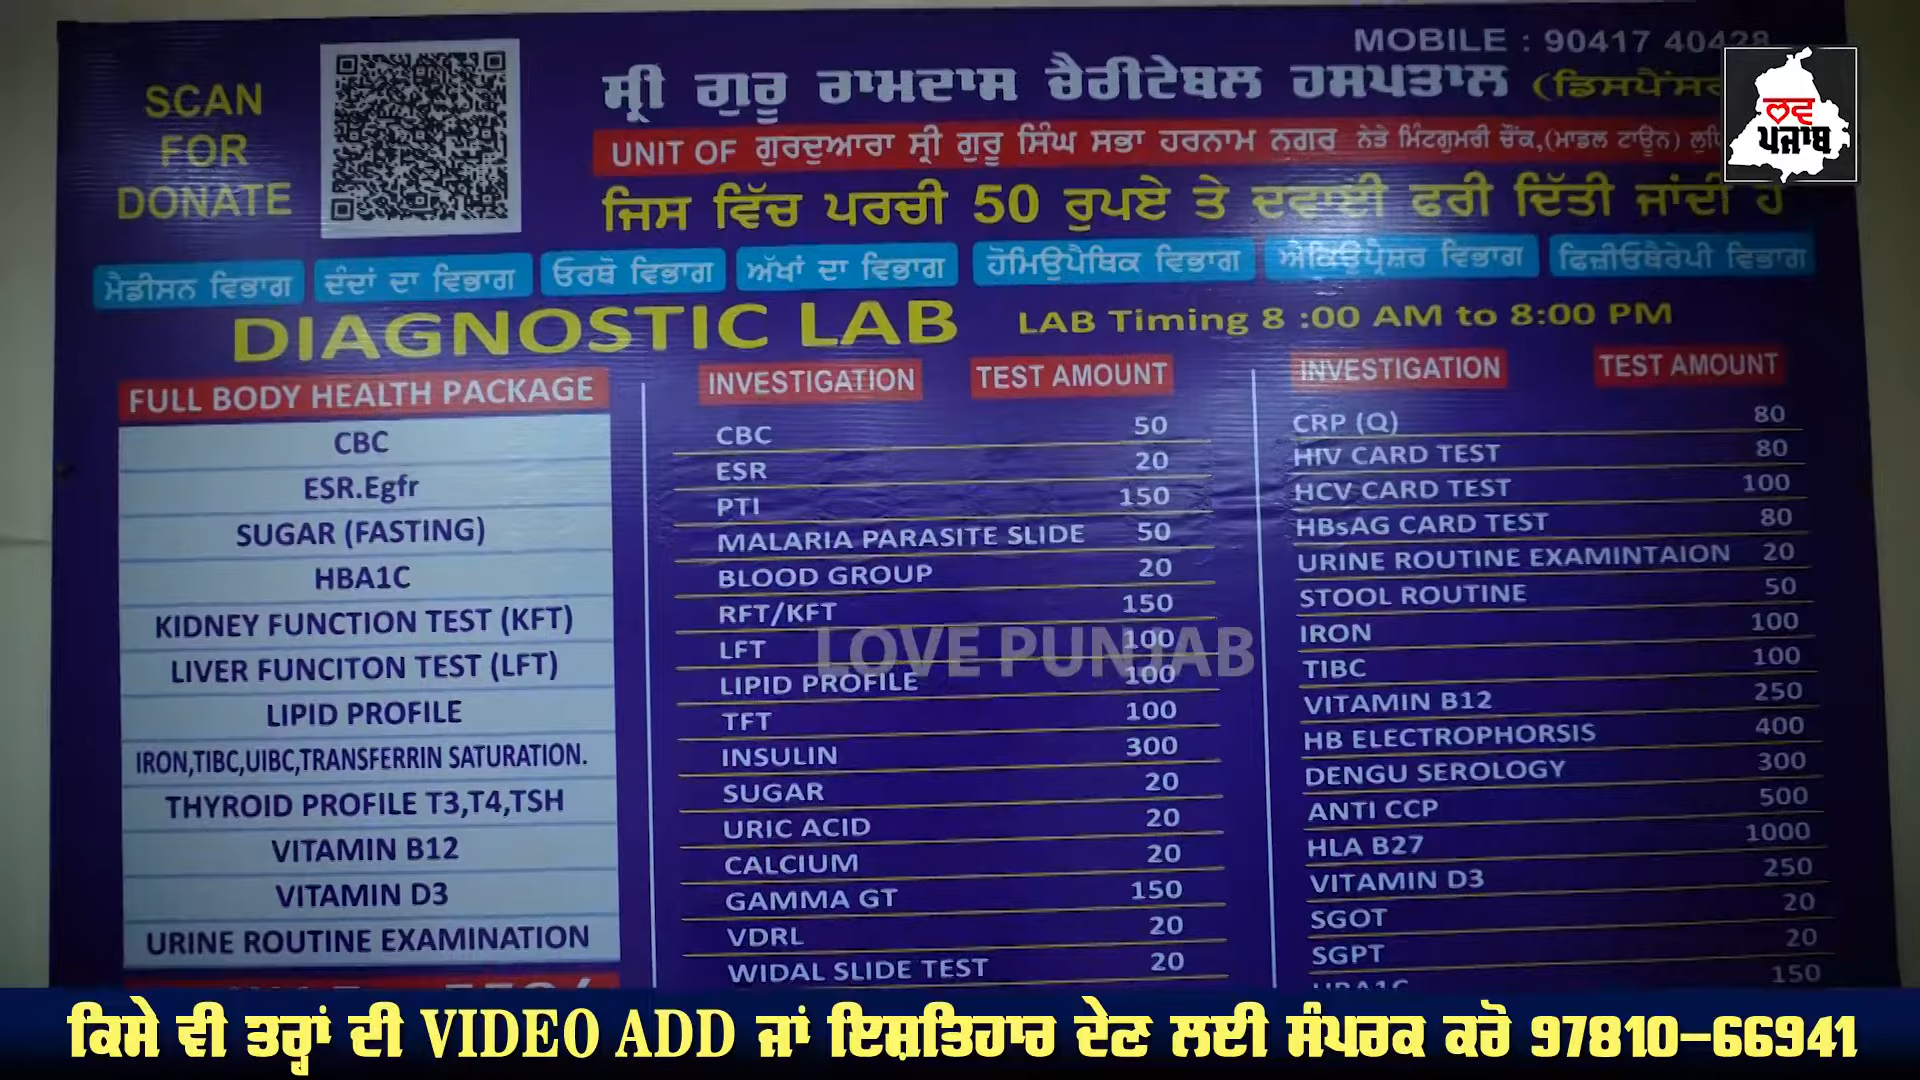 MOBILE : 90417 40428
SCAN
FOR
DONATE
ਸ੍ਰੀ ਗੁਰੂ ਰਾਮਦਾਸ ਚੈਰੀਟੇਬਲ ਹਸਪਤਾਲ
ਲਵ
ਪੰਜਾਬ
UNIT OF ਗੁਰਦੁਆਰਾ ਸ੍ਰੀ ਗੁਰੂ ਸਿੰਘ ਸਭਾ ਹਰਨਾਮ ਨਗਰ ਨੇੜੇ ਮਿੰਟਗੁਮਰੀ ਚੌਂਕ,(ਮਾਡਲ ਟਾਊਨ)
ਜਿਸ ਵਿੱਚ ਪਰਚੀ 50 ਰੁਪਏ ਤੇ ਦਵਾਈ ਫਰੀ ਦਿੱਤੀ ਜਾਂਦੀ ਹੈ
ਮੈਡੀਸਨ ਵਿਭਾਗ ਦੰਦਾਂ ਦਾ ਵਿਭਾਗ ਓਰਥੋ ਵਿਭਾਗ ਅੱਖਾਂ ਦਾ ਵਿਭਾਗ ਹੋਮਿਉਪੈਥਿਕ ਵਿਭਾਗ ਐਕਿਊਪ੍ਰੈਸ਼ਰ ਵਿਭਾਗ ਫਿਜ਼ੀਓਥੈਰੇਪੀ ਵਿਭਾਗ
DIAGNOSTIC LAB LAB Timing 8 :00 AM to 8:00 PM
FULL BODY HEALTH PACKAGE
CBC
ESR.Egfr
SUGAR (FASTING)
HBA1C
KIDNEY FUNCTION TEST (KFT)
LIVER FUNCITON TEST (LFT)
LIPID PROFILE
IRON,TIBC,UIBC,TRANSFERRIN SATURATION.
THYROID PROFILE T3,T4,TSH
VITAMIN B12
VITAMIN D3
URINE ROUTINE EXAMINATION
INVESTIGATION TEST AMOUNT
CBC 50
ESR 20
PTI 150
MALARIA PARASITE SLIDE 50
BLOOD GROUP 20
RFT/KFT 150
LFT 100
LIPID PROFILE 100
TFT 100
INSULIN 300
SUGAR 20
URIC ACID 20
CALCIUM 20
GAMMA GT 150
VDRL 20
WIDAL SLIDE TEST 20
INVESTIGATION TEST AMOUNT
CRP (Q) 80
HIV CARD TEST 80
HCV CARD TEST 100
HBsAG CARD TEST 80
URINE ROUTINE EXAMINTAION 20
STOOL ROUTINE 50
IRON 100
TIBC 100
VITAMIN B12 250
HB ELECTROPHORSIS 400
DENGU SEROLOGY 300
ANTI CCP 500
HLA B27 1000
VITAMIN D3 250
SGOT 20
SGPT 20
HBA1C 150
LOVE PUNJAB
ਕਿਸੇ ਵੀ ਤਰ੍ਹਾਂ ਦੀ VIDEO ADD ਜਾਂ ਇਸ਼ਤਿਹਾਰ ਦੇਣ ਲਈ ਸੰਪਰਕ ਕਰੋ 97810-66941